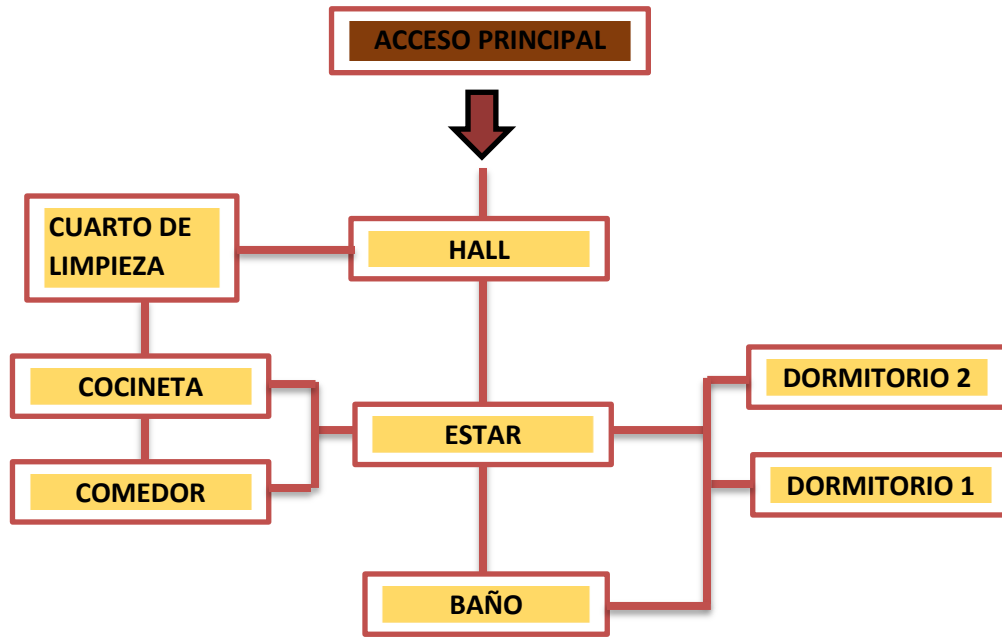 ACCESO PRINCIPAL
CUARTO DE
LIMPIEZA
HALL
COCINETA
DORMITORIO 2
ESTAR
COMEDOR
DORMITORIO 1
BAÑO